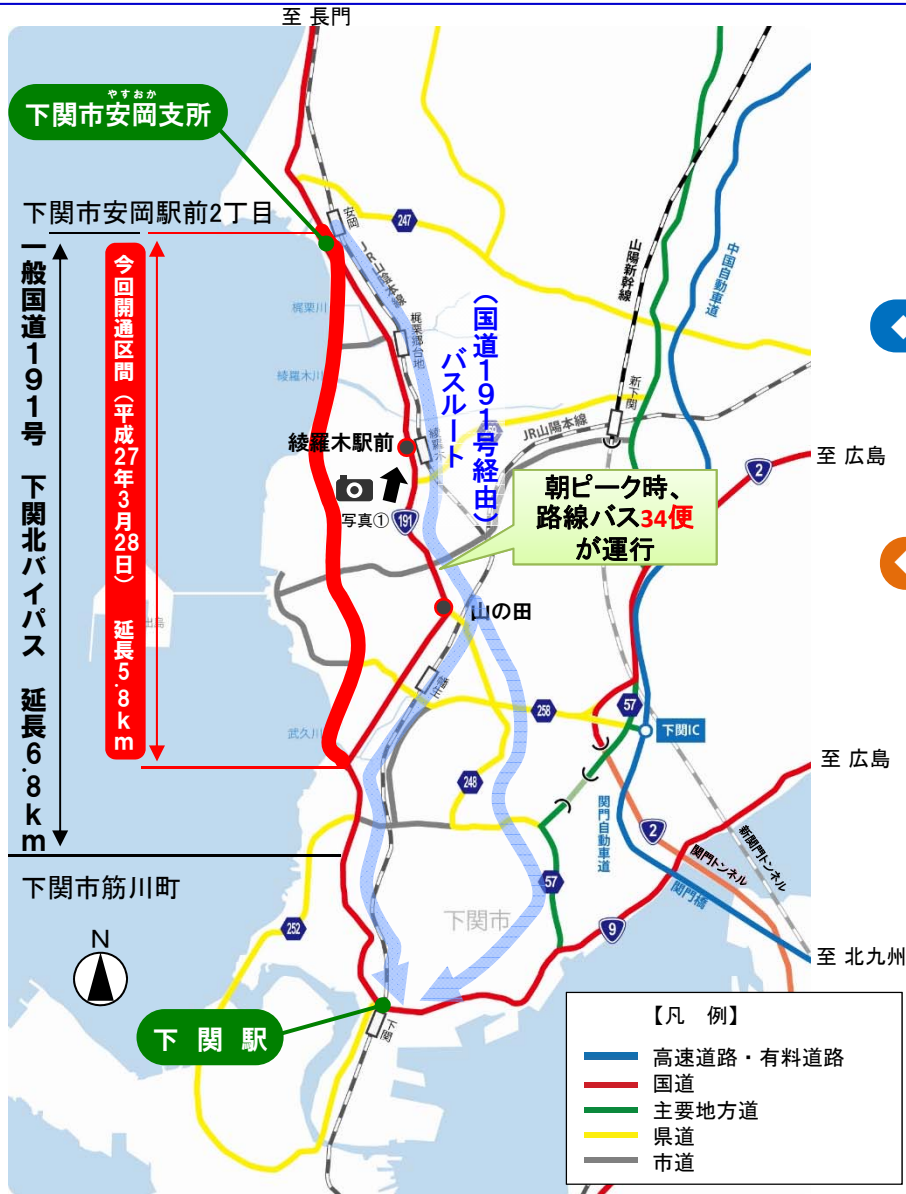 至 長門
やすおか
下関市安岡支所
下関市安岡駅前2丁目
一般国道191号 下関北バイパス 延長6.8km
今回開通区間(平成27年3月28日) 延長5.8km
安岡
247
JR山陰本線
山陽新幹線
中国自動車道
梶栗川
梶栗郷台地
(国道191号経由)
バスルート
綾羅木川
新下関
綾羅木駅前
JR山陽本線
2
至 広島
写真①
191
朝ピーク時、
路線バス34便
が運行
山の田
出島
武久川
258
57
下関IC
至 広島
248
関門自動車道
2
新関門トンネル
関門トンネル
関門橋
57
下関市筋川町
下関市
9
252
N
至 北九州
下関駅
下関
【凡 例】
高速道路・有料道路
国道
主要地方道
県道
市道